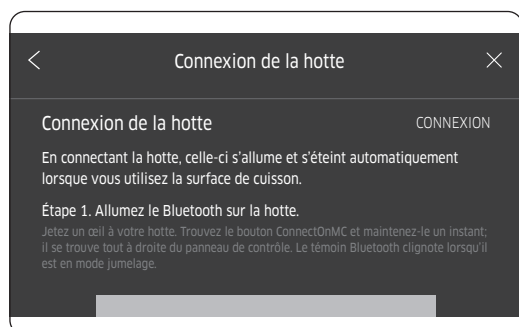 Connexion de la hotte
Connexion de la hotte CONNEXION
En connectant la hotte, celle-ci s'allume et s'éteint automatiquement
lorsque vous utilisez la surface de cuisson.
Étape 1. Allumez le Bluetooth sur la hotte.
Jetez un œil à votre hotte. Trouvez le bouton ConnectOnMC et maintenez-le un instant;
il se trouve tout à droite du panneau de contrôle. Le témoin Bluetooth clignote lorsqu'il
est en mode jumelage.